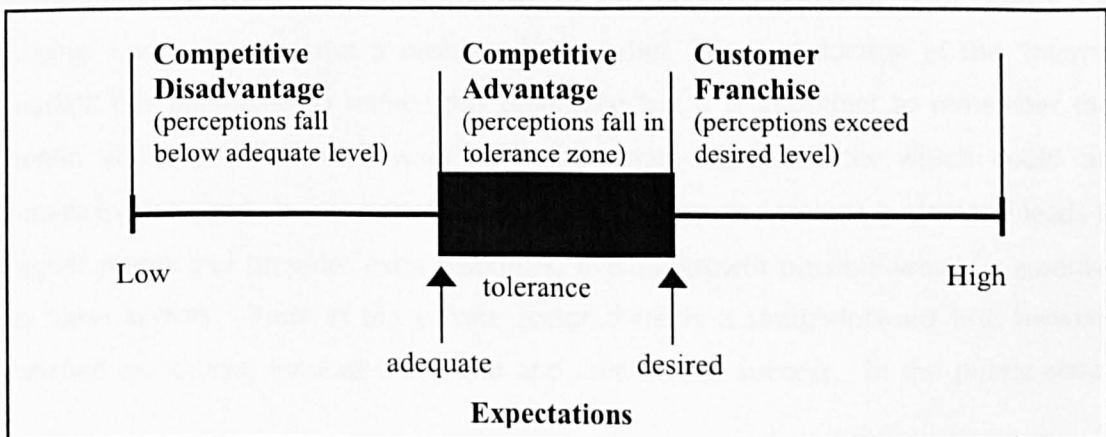 Competitive
Disadvantage
(perceptions fall
below adequate level)
Competitive
Advantage
(perceptions fall in
tolerance zone)
Customer
Franchise
(perceptions exceed
desired level)
Low
tolerance
High
adequate
desired
Expectations